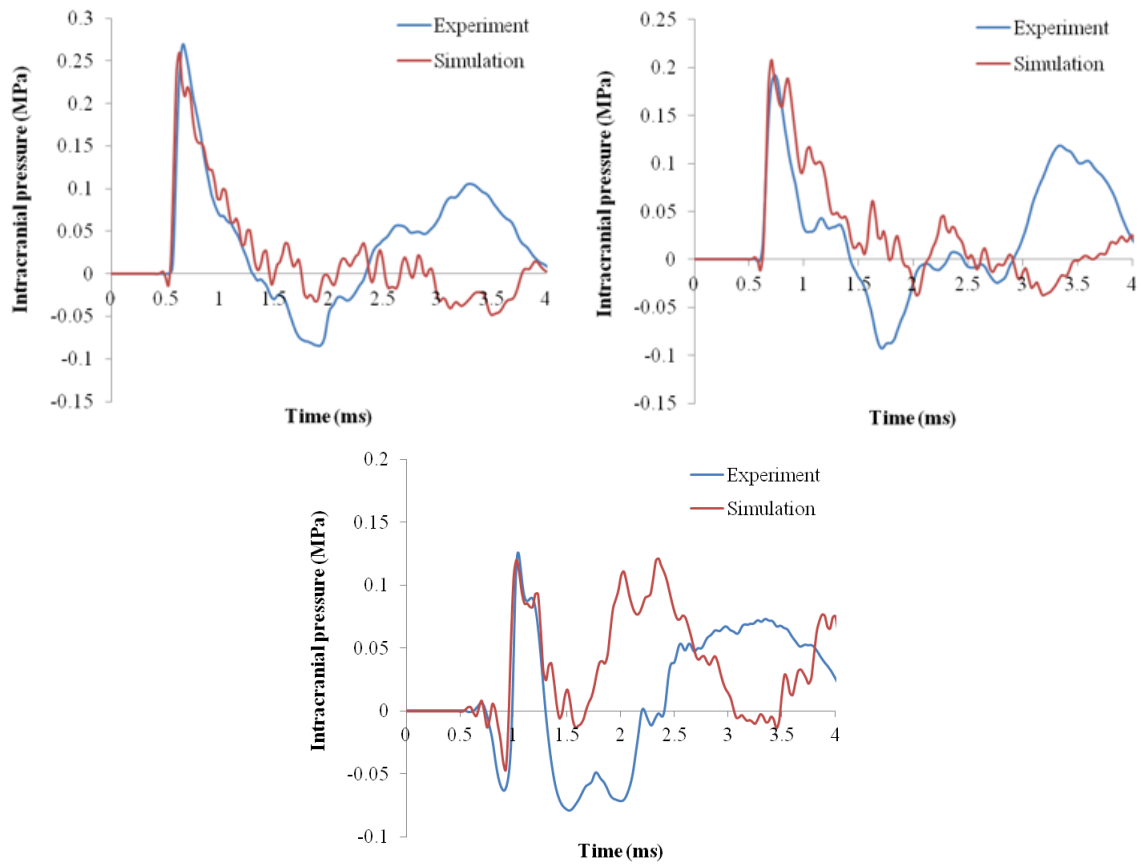 0.3
0.25
0.2
0.15
0.1
0.05
0
-0.05
-0.1
-0.15
0 0.5 1 1.5 2 2.5 3 3.5 4
Intracranial pressure (MPa)
Time (ms)
Experiment
Simulation
0.25
0.2
0.15
0.1
0.05
0
-0.05
-0.1
-0.15
0 0.5 1 1.5 2 2.5 3 3.5 4
Intracranial pressure (MPa)
Time (ms)
Experiment
Simulation
0.2
0.15
0.1
0.05
0
-0.05
-0.1
0 0.5 1 1.5 2 2.5 3 3.5 4
Intracranial pressure (MPa)
Time (ms)
Experiment
Simulation